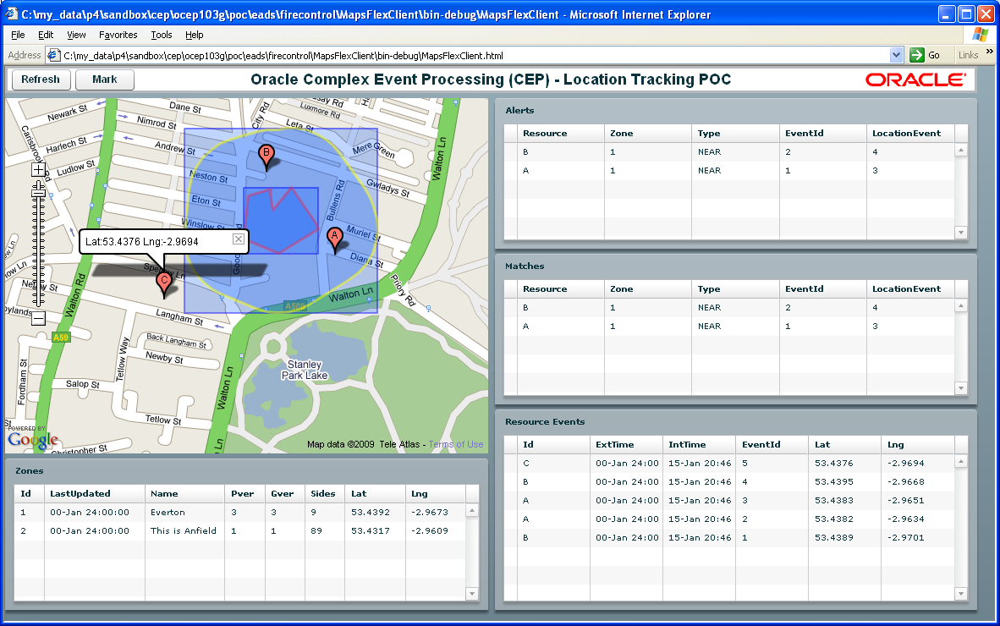 C:\my_data\p4\sandbox\cep\ocep103g\poc\eads\firecontrol\MapsFlexClient\bin-debug\MapsFlexClient - Microsoft Internet Explorer
File Edit View Favorites Tools Help
Address C:\my_data\p4\sandbox\cep\ocep103g\poc\eads\firecontrol\MapsFlexClient\bin-debug\MapsFlexClient.html Go Links »
Refresh Mark Oracle Complex Event Processing (CEP) - Location Tracking POC ORACLE
Newark St
Dane St
City Rd
Luxmore Rd
Nimrod St
Leta St
Harlech St
Andrew St
Mere Green
Walton Ln
Ludlow St
Neston St
Gwladys St
Eton St
Bullens Rd
Winslow
Muriel St
Diana St
B
A
C
Lat:53.4376 Lng:-2.9694
Walton Rd
Langham St
A580
Walton Ln
Priory Rd
A59
Back Langham St
Newby St
Tetlow Way
Fordham St
Salop St
Walton Ln
Stanley
Park Lake
Tetlow St
Christopher St
POWERED BY
Google
Map data ©2009 Tele Atlas - Terms of Use
Zones
Id LastUpdated Name Pver Gver Sides Lat Lng
1 00-Jan 24:00:00 Everton 3 3 9 53.4392 -2.9673
2 00-Jan 24:00:00 This is Anfield 1 1 89 53.4317 -2.9609
Alerts
Resource Zone Type EventId LocationEvent
B 1 NEAR 2 4
A 1 NEAR 1 3
Matches
Resource Zone Type EventId LocationEvent
B 1 NEAR 2 4
A 1 NEAR 1 3
Resource Events
Id ExtTime IntTime EventId Lat Lng
C 00-Jan 24:00 15-Jan 20:46 5 53.4376 -2.9694
B 00-Jan 24:00 15-Jan 20:46 4 53.4395 -2.9668
A 00-Jan 24:00 15-Jan 20:46 3 53.4383 -2.9651
A 00-Jan 24:00 15-Jan 20:46 2 53.4382 -2.9634
B 00-Jan 24:00 15-Jan 20:46 1 53.4389 -2.9701